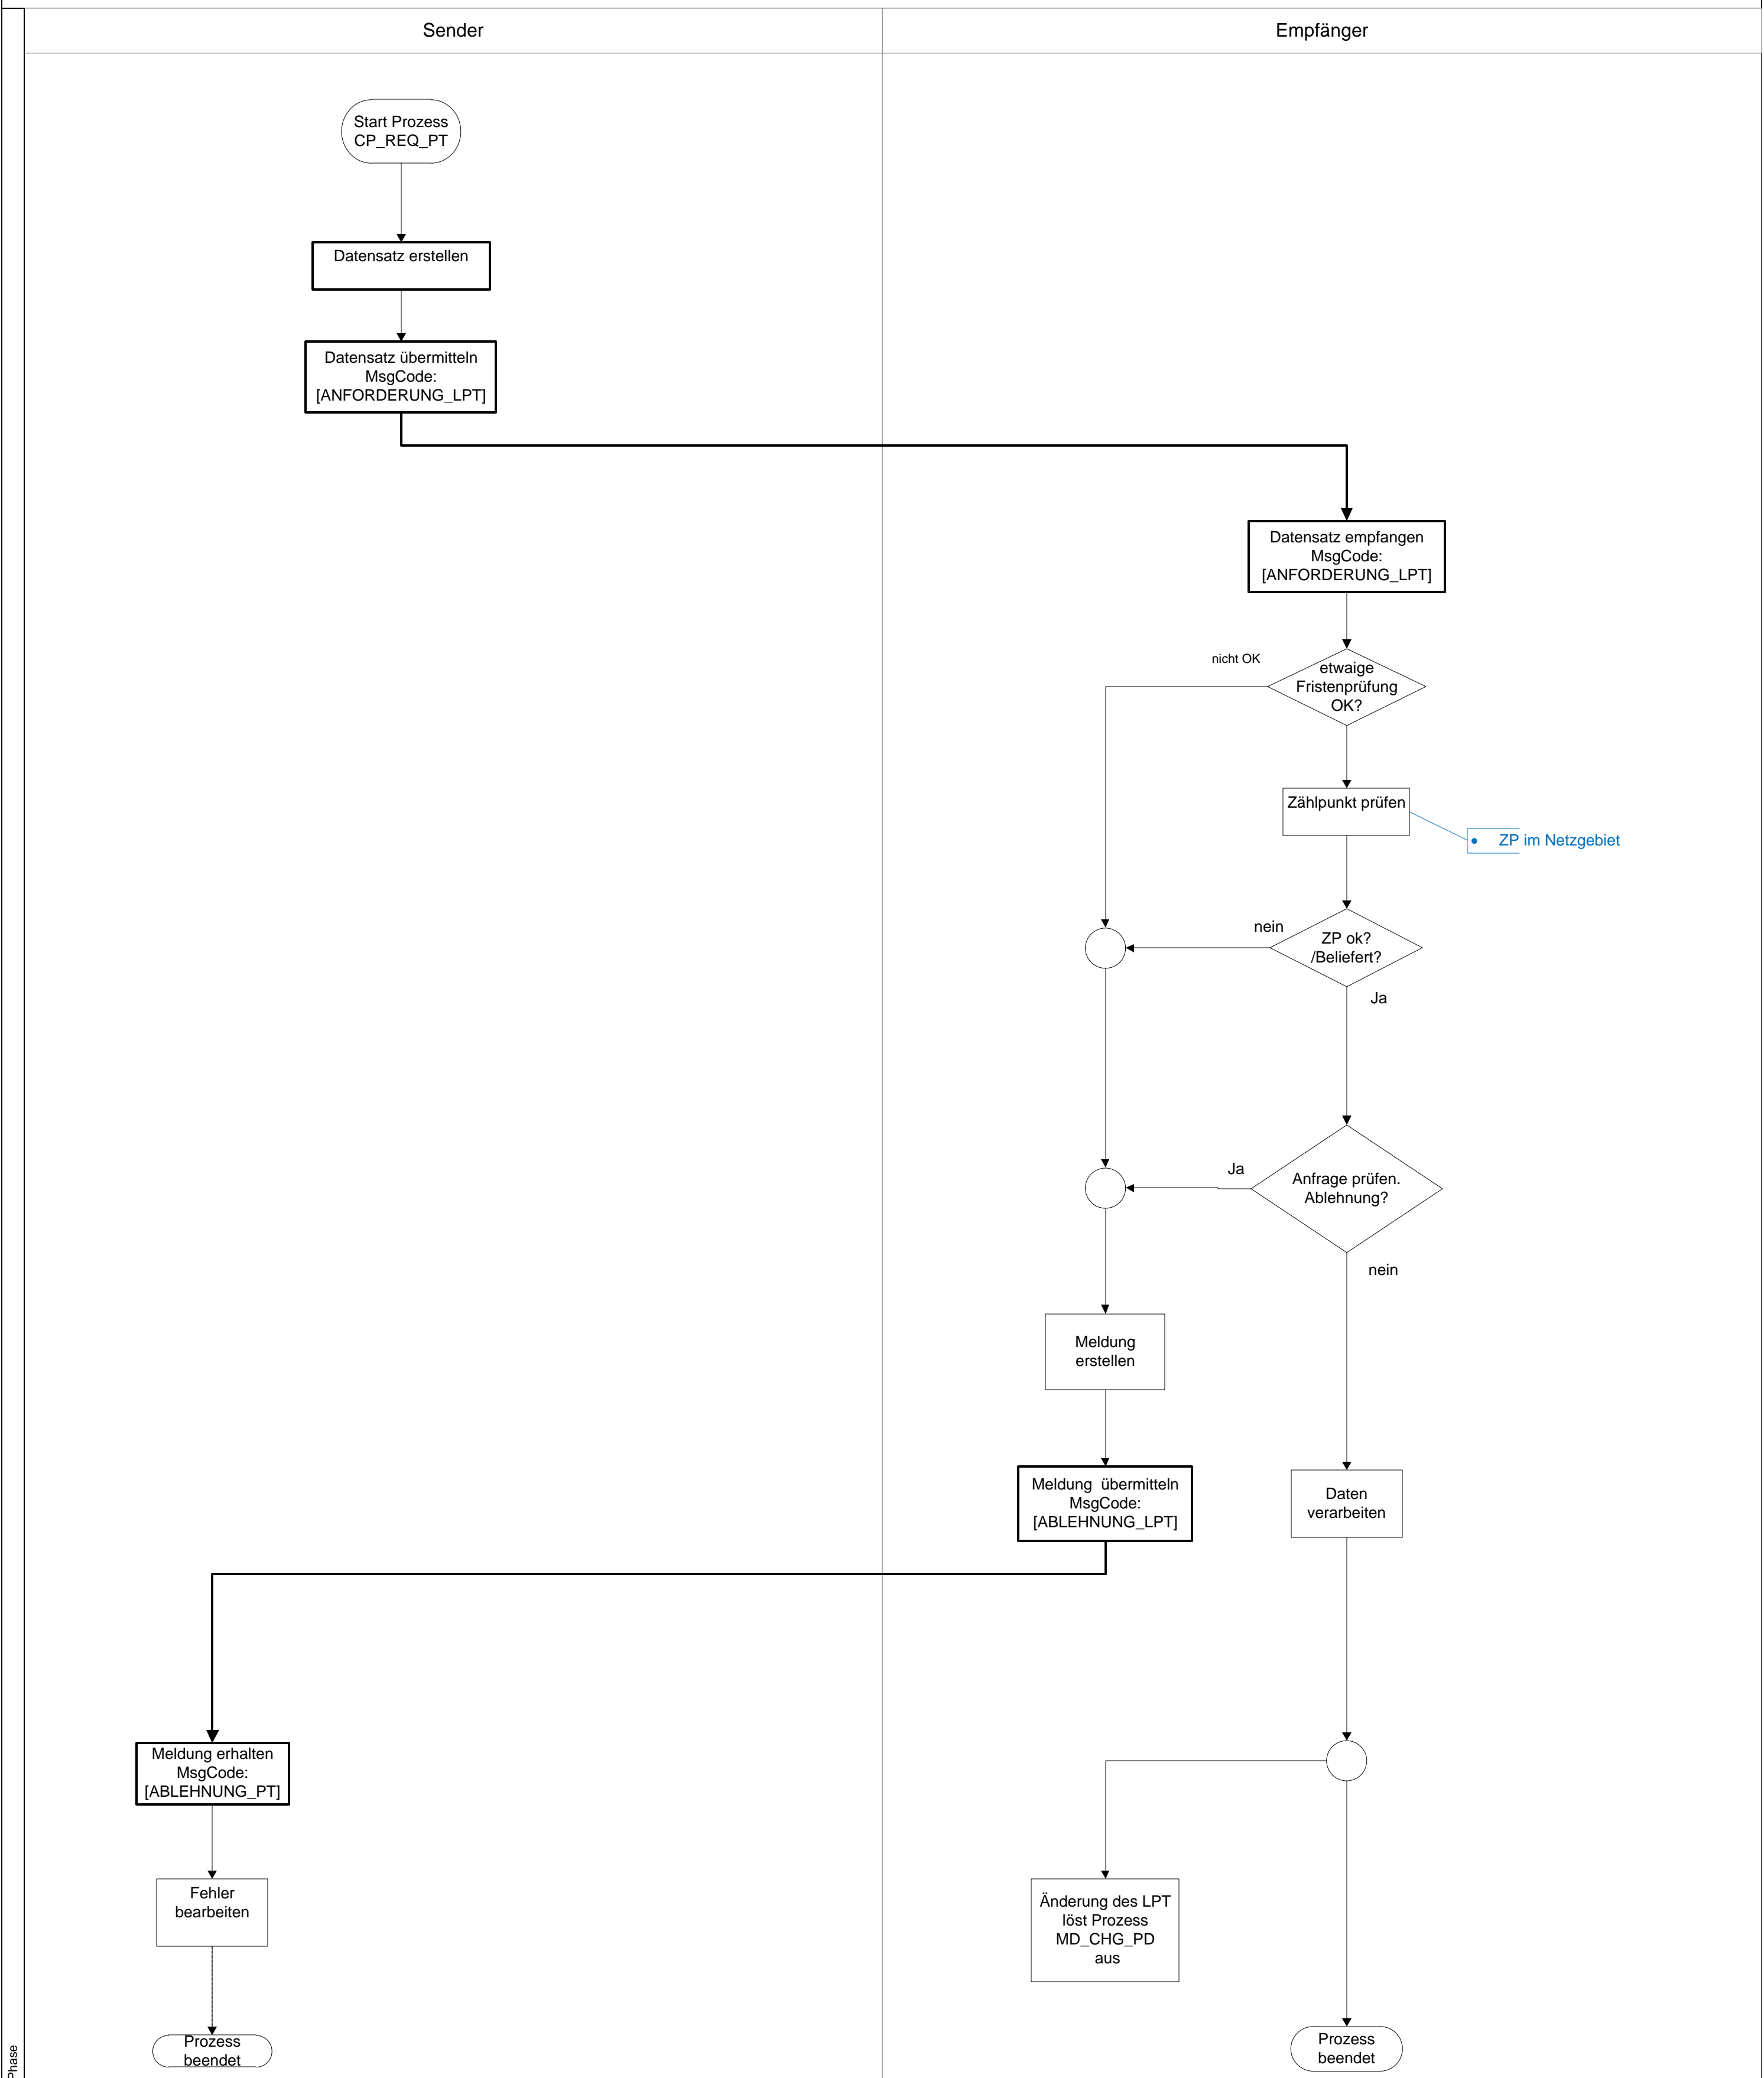 Sender
Empfänger
Start Prozess
CP_REQ_PT
Datensatz erstellen
Datensatz übermitteln
MsgCode:
[ANFORDERUNG_LPT]
Datensatz empfangen
MsgCode:
[ANFORDERUNG_LPT]
nicht OK
etwaige
Fristenprüfung
OK?
Zählpunkt prüfen
• ZP im Netzgebiet
nein
ZP ok?
/Beliefert?
Ja
Ja
Anfrage prüfen.
Ablehnung?
nein
Meldung
erstellen
Meldung übermitteln
MsgCode:
[ABLEHNUNG_LPT]
Daten
verarbeiten
Meldung erhalten
MsgCode:
[ABLEHNUNG_PT]
Fehler
bearbeiten
Änderung des LPT
löst Prozess
MD_CHG_PD
aus
Prozess
beendet
Prozess
beendet
Phase